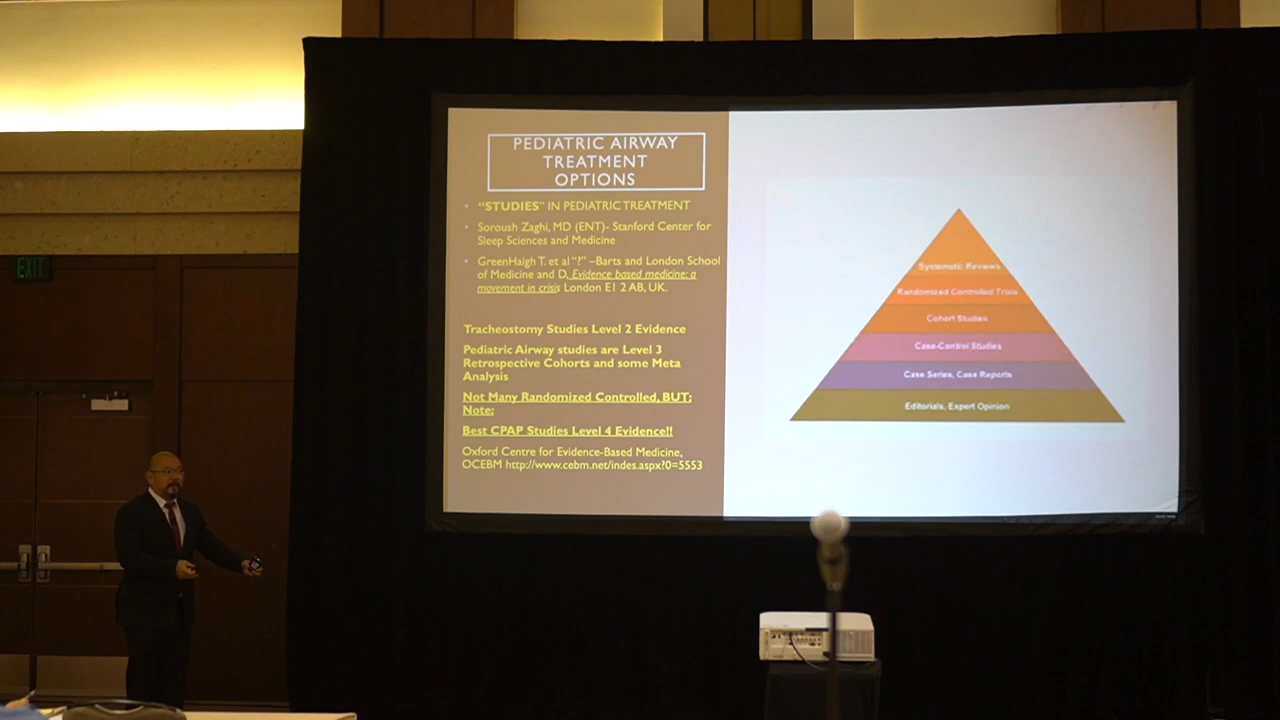 EXIT
PEDIATRIC AIRWAY
TREATMENT
OPTIONS
"STUDIES" IN PEDIATRIC TREATMENT
Soroush Zaghi, MD (ENT)- Stanford Center for
Sleep Sciences and Medicine
GreenHaigh T. et al "?" –Barts and London School
of Medicine and D, Evidence based medicine: a
movement in crisis London E1 2 AB, UK.
Tracheostomy Studies Level 2 Evidence
Pediatric Airway studies are Level 3
Retrospective Cohorts and some Meta
Analysis
Not Many Randomized Controlled, BUT;
Note:
Best CPAP Studies Level 4 Evidence!!
Oxford Centre for Evidence-Based Medicine,
OCEBM http://www.cebm.net/indes.aspx?0=5553
Systematic Reviews
Randomized Controlled Trials
Cohort Studies
Case-Control Studies
Case Series, Case Reports
Editorials, Expert Opinion